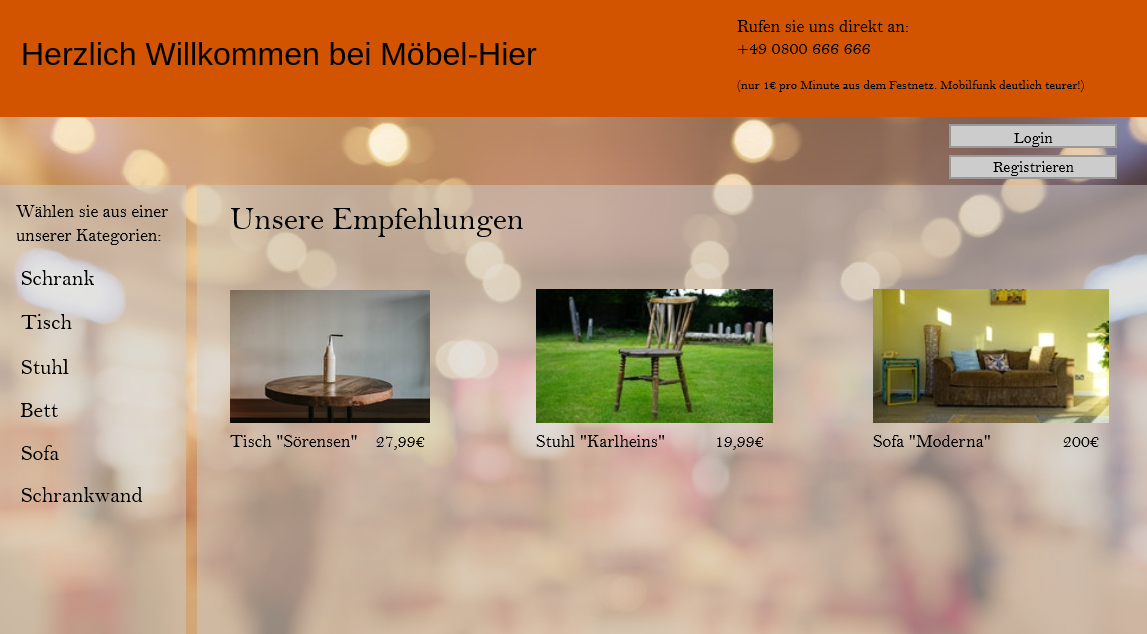 Herzlich Willkommen bei Möbel-Hier
Rufen sie uns direkt an:
+49 0800 666 666
(nur 1€ pro Minute aus dem Festnetz. Mobilfunk deutlich teurer!)
Login
Registrieren
Wählen sie aus einer
unserer Kategorien:
Schrank
Tisch
Stuhl
Bett
Sofa
Schrankwand
Unsere Empfehlungen
Tisch "Sörensen" 27,99€
Stuhl "Karlheins" 19,99€
Sofa "Moderna" 200€